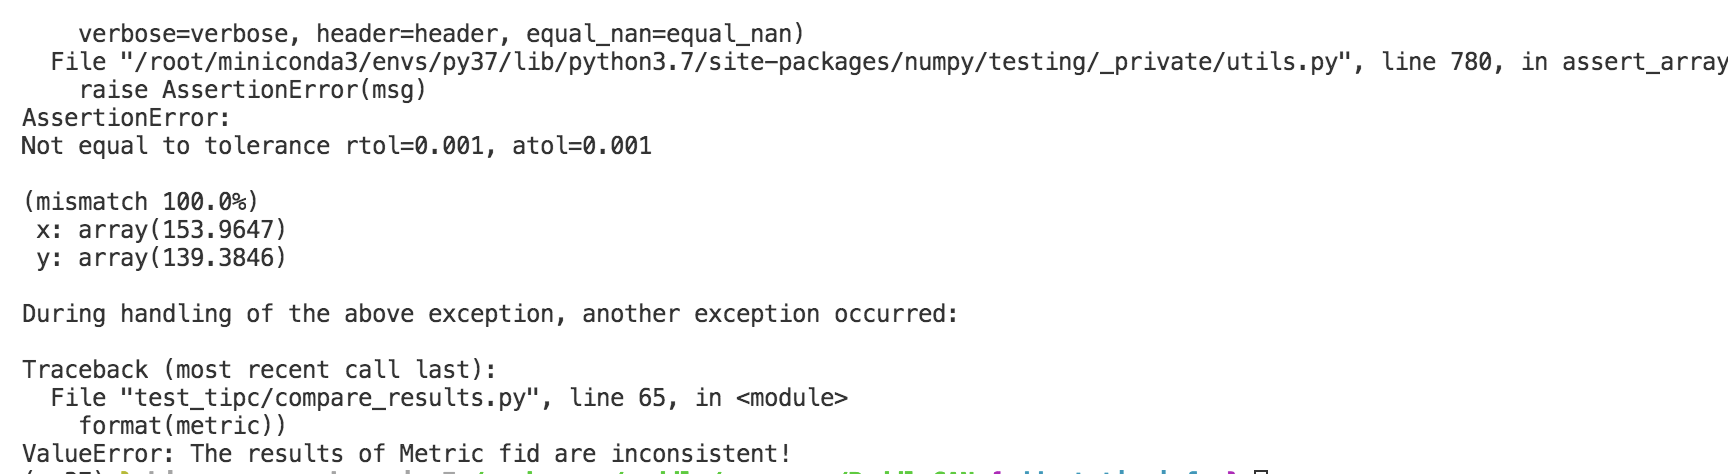 verbose=verbose, header=header, equal_nan=equal_nan)
File "/root/miniconda3/envs/py37/lib/python3.7/site-packages/numpy/testing/_private/utils.py", line 780, in assert_array
raise AssertionError(msg)
AssertionError:
Not equal to tolerance rtol=0.001, atol=0.001
(mismatch 100.0%)
x: array(153.9647)
y: array(139.3846)
During handling of the above exception, another exception occurred:
Traceback (most recent call last):
File "test_tipc/compare_results.py", line 65, in <module>
format(metric))
ValueError: The results of Metric fid are inconsistent!